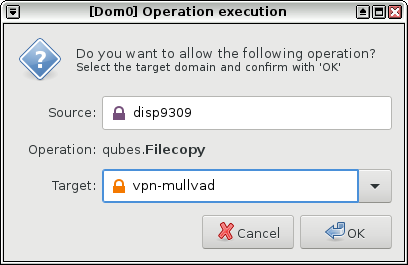 [Dom0] Operation execution
Do you want to allow the following operation?
Select the target domain and confirm with 'OK'
Source: disp9309
Operation: qubes.Filecopy
Target: vpn-mullvad
Cancel OK